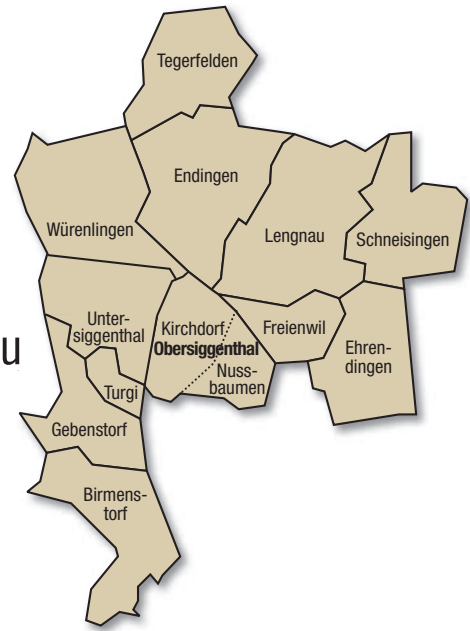 Tegerfelden
Endingen
Würenlingen
Lengnau
Schneisingen
Unter-
siggenthal
Kirchdorf
Obersiggenthal
Nuss-
baumen
Freienwil
Ehren-
dingen
u
Turgi
Gebenstorf
Birmens-
torf